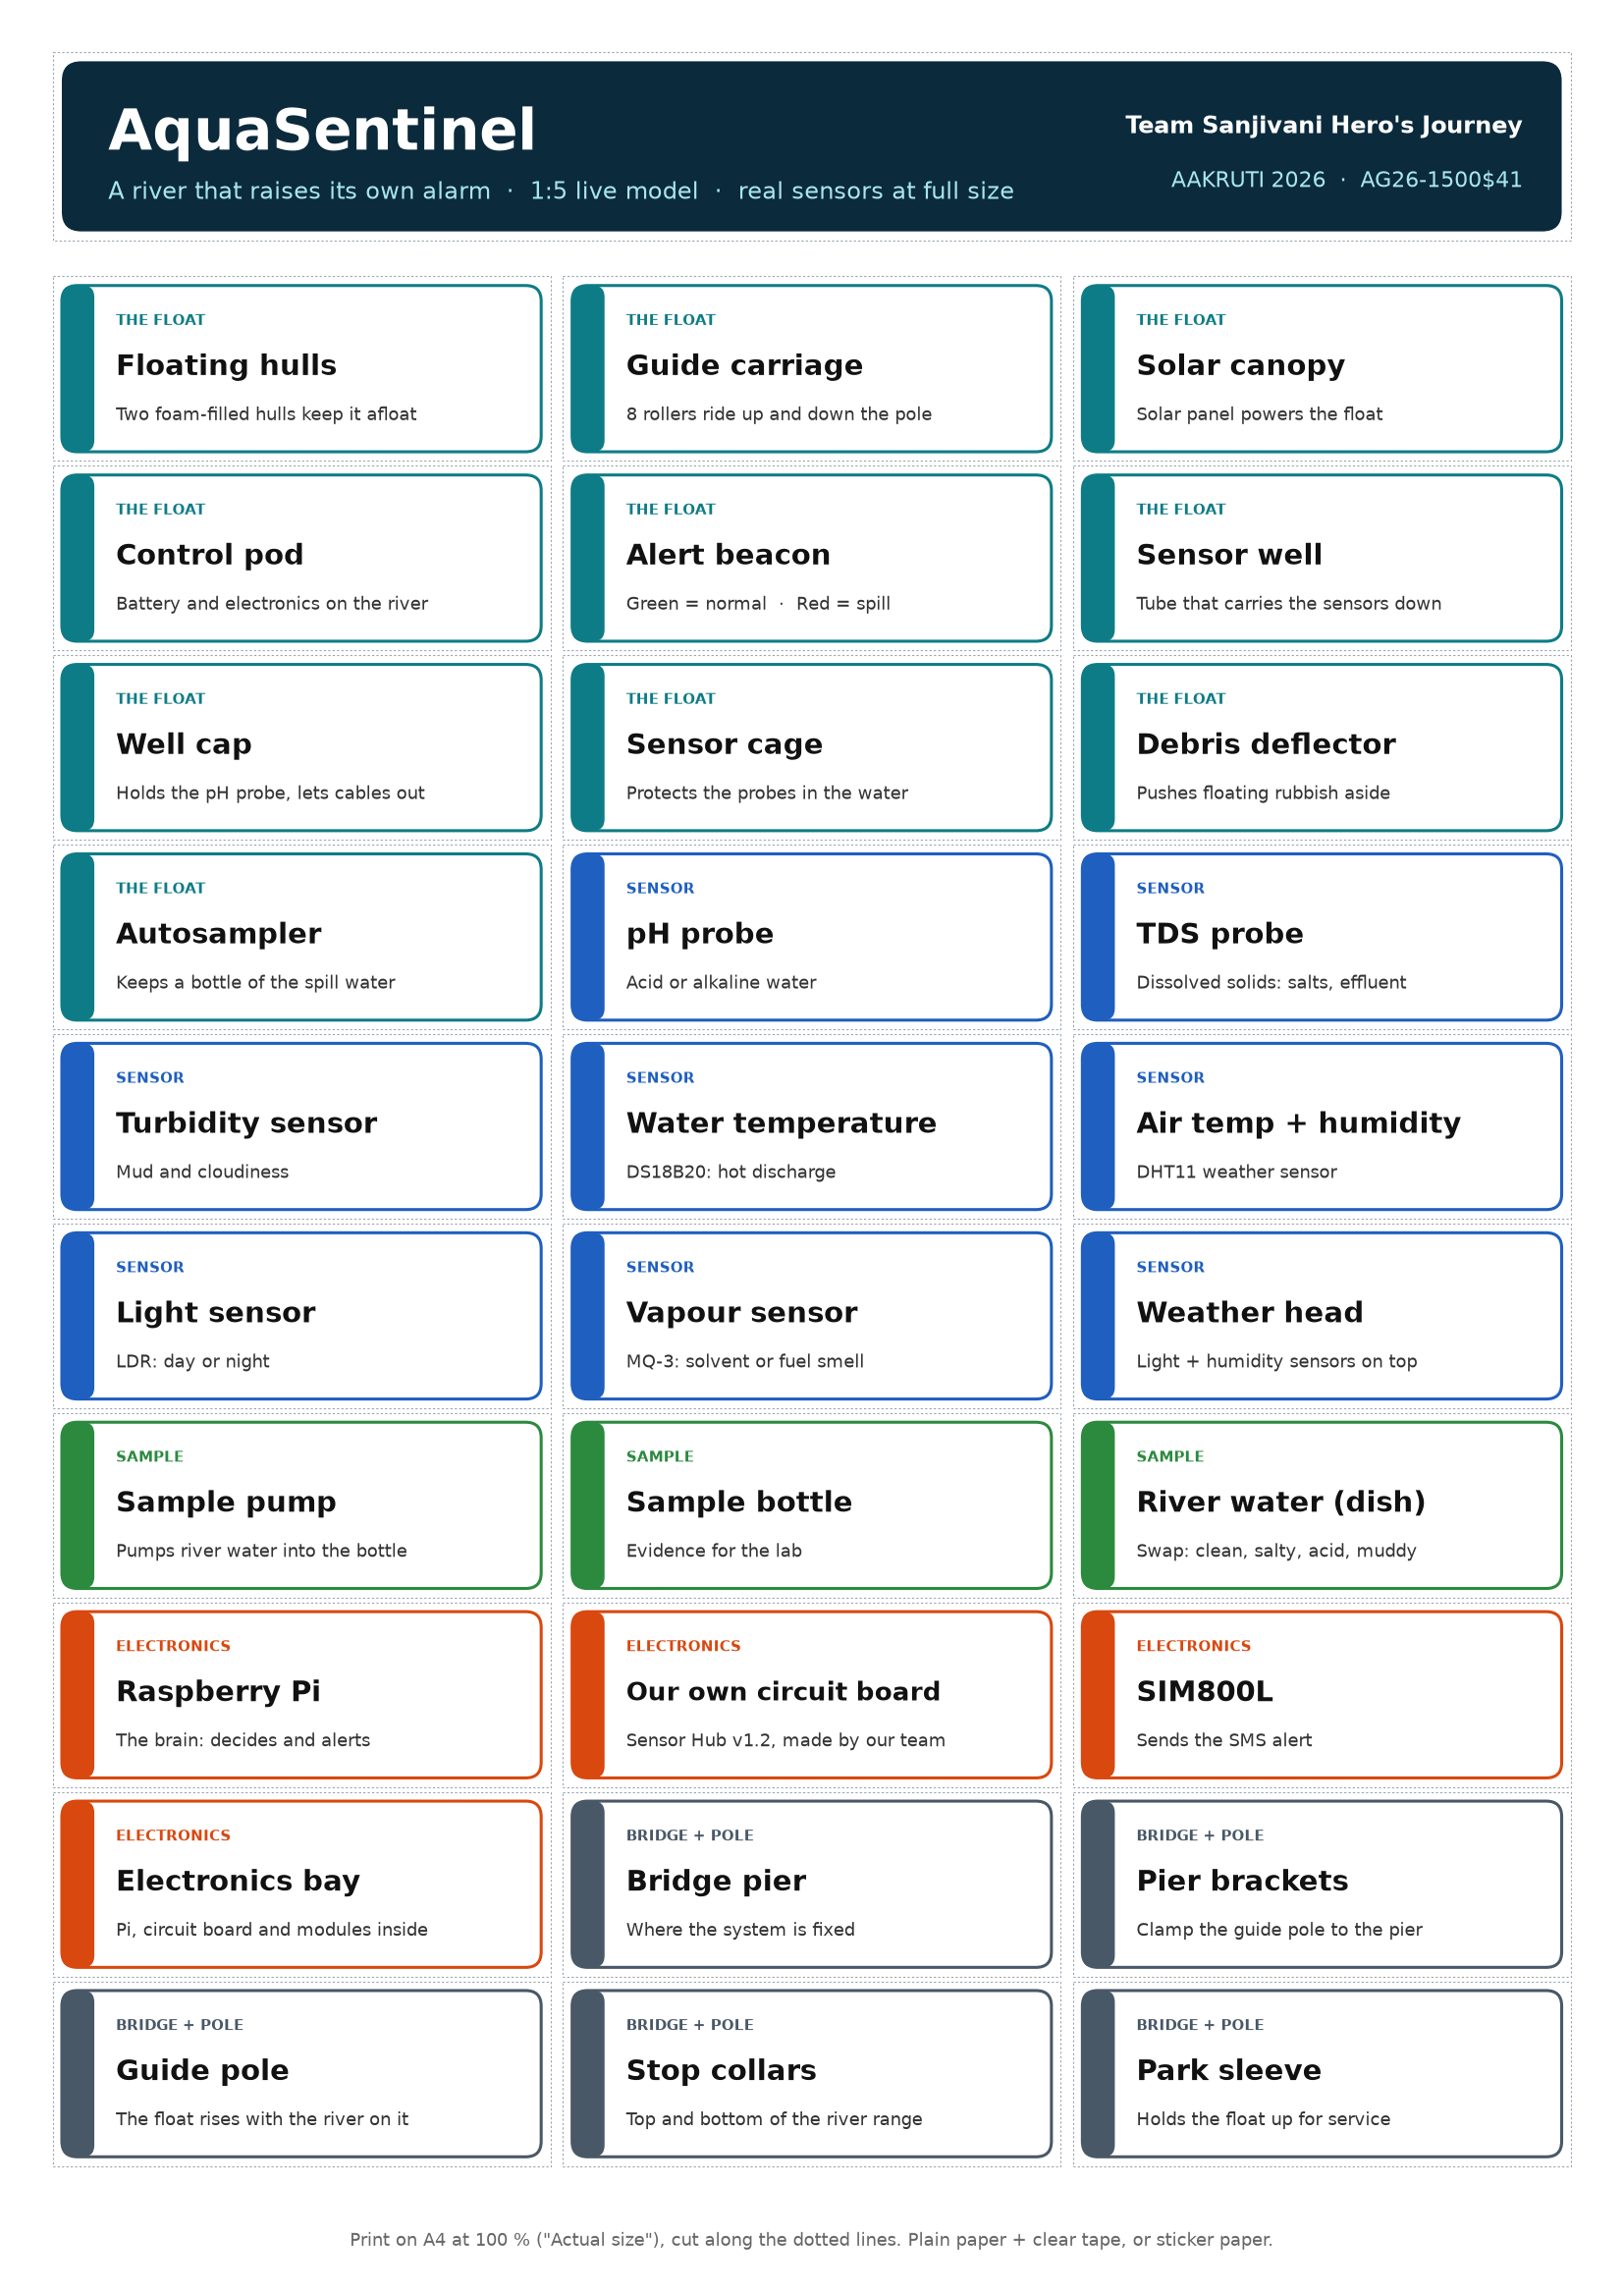 AquaSentinel
A river that raises its own alarm · 1:5 live model · real sensors at full size
Team Sanjivani Hero's Journey
AAKRUTI 2026 · AG26-1500$41
THE FLOAT
Floating hulls
Two foam-filled hulls keep it afloat
THE FLOAT
Guide carriage
8 rollers ride up and down the pole
THE FLOAT
Solar canopy
Solar panel powers the float
THE FLOAT
Control pod
Battery and electronics on the river
THE FLOAT
Alert beacon
Green = normal · Red = spill
THE FLOAT
Sensor well
Tube that carries the sensors down
THE FLOAT
Well cap
Holds the pH probe, lets cables out
THE FLOAT
Sensor cage
Protects the probes in the water
THE FLOAT
Debris deflector
Pushes floating rubbish aside
THE FLOAT
Autosampler
Keeps a bottle of the spill water
SENSOR
pH probe
Acid or alkaline water
SENSOR
TDS probe
Dissolved solids: salts, effluent
SENSOR
Turbidity sensor
Mud and cloudiness
SENSOR
Water temperature
DS18B20: hot discharge
SENSOR
Air temp + humidity
DHT11 weather sensor
SENSOR
Light sensor
LDR: day or night
SENSOR
Vapour sensor
MQ-3: solvent or fuel smell
SENSOR
Weather head
Light + humidity sensors on top
SAMPLE
Sample pump
Pumps river water into the bottle
SAMPLE
Sample bottle
Evidence for the lab
SAMPLE
River water (dish)
Swap: clean, salty, acid, muddy
ELECTRONICS
Raspberry Pi
The brain: decides and alerts
ELECTRONICS
Our own circuit board
Sensor Hub v1.2, made by our team
ELECTRONICS
SIM800L
Sends the SMS alert
ELECTRONICS
Electronics bay
Pi, circuit board and modules inside
BRIDGE + POLE
Bridge pier
Where the system is fixed
BRIDGE + POLE
Pier brackets
Clamp the guide pole to the pier
BRIDGE + POLE
Guide pole
The float rises with the river on it
BRIDGE + POLE
Stop collars
Top and bottom of the river range
BRIDGE + POLE
Park sleeve
Holds the float up for service
Print on A4 at 100 % ("Actual size"), cut along the dotted lines. Plain paper + clear tape, or sticker paper.